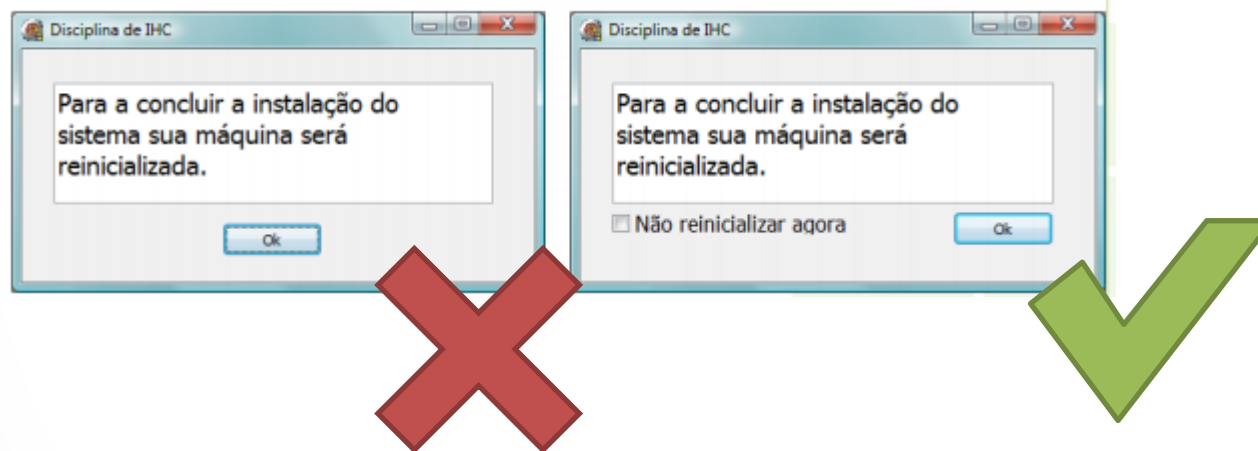 Disciplina de IHC
Para a concluir a instalação do
sistema sua máquina será
reinicializada.
Ok
Disciplina de IHC
Para a concluir a instalação do
sistema sua máquina será
reinicializada.
Não reinicializar agora
Ok